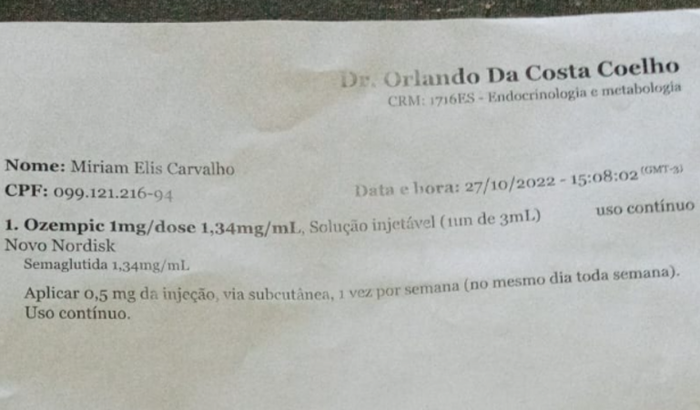 Dr. Orlando Da Costa Coelho
CRM: 1716ES - Endocrinologia e metabologia
Nome: Miriam Elis Carvalho
CPF: 099.121.216-94
Data e hora: 27/10/2022 - 15:08:02 (GMT-3)
1. Ozempic 1mg/dose 1,34mg/mL, Solução injetável (1un de 3mL) uso contínuo
Novo Nordisk
Semaglutida 1,34mg/mL
Aplicar 0,5 mg da injeção, via subcutânea, 1 vez por semana (no mesmo dia toda semana).
Uso contínuo.